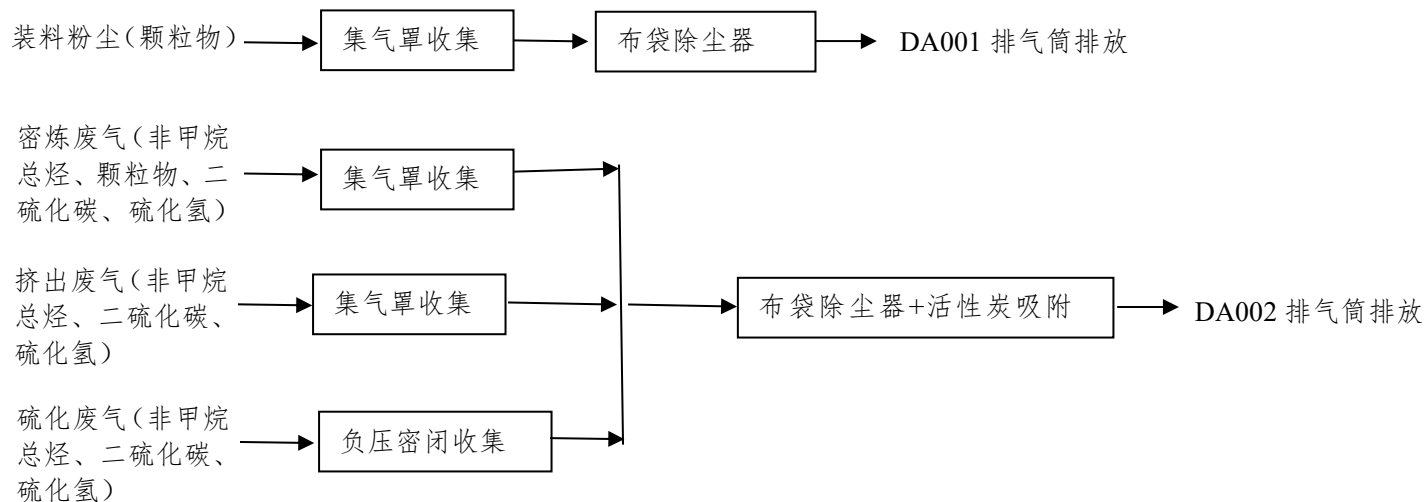 装料粉尘（颗粒物）
集气罩收集
布袋除尘器
DA001 排气筒排放
密炼废气（非甲烷
总烃、颗粒物、二
硫化碳、硫化氢）
集气罩收集
挤出废气（非甲烷
总烃、二硫化碳、
硫化氢）
集气罩收集
布袋除尘器+活性炭吸附
DA002 排气筒排放
硫化废气（非甲烷
总烃、二硫化碳、
硫化氢）
负压密闭收集